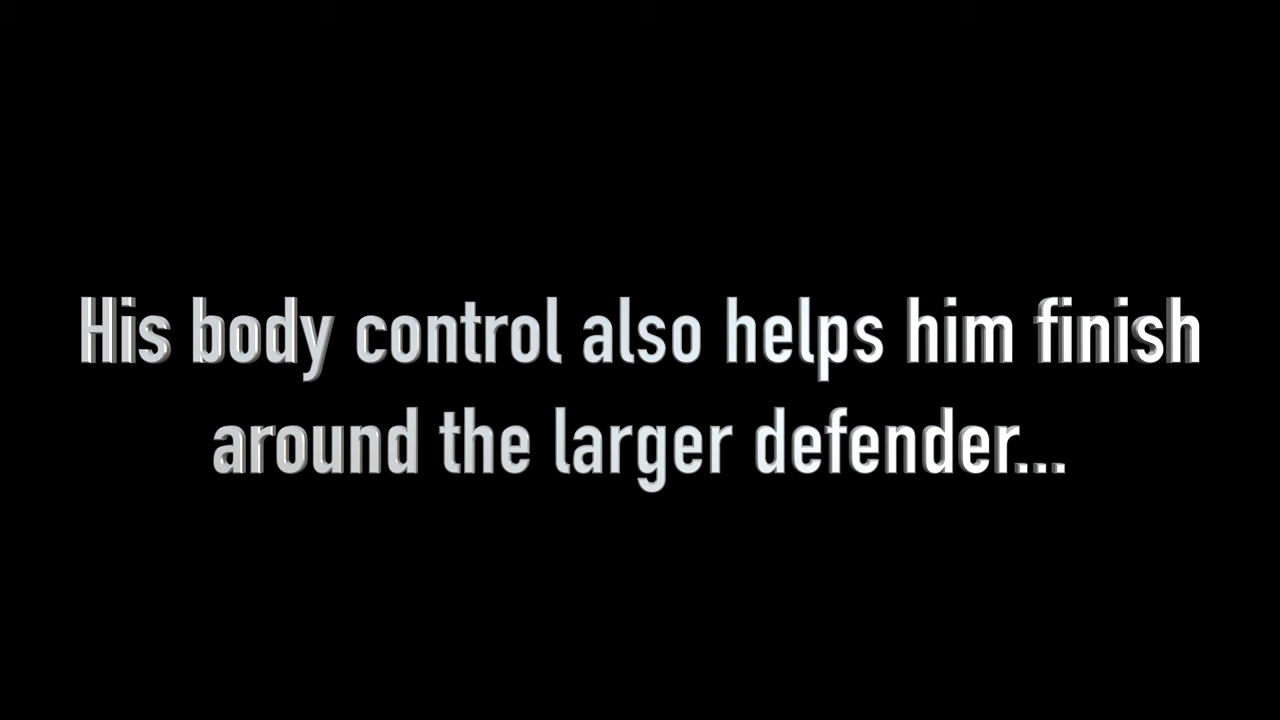 His body control also helps him finish
around the larger defender...